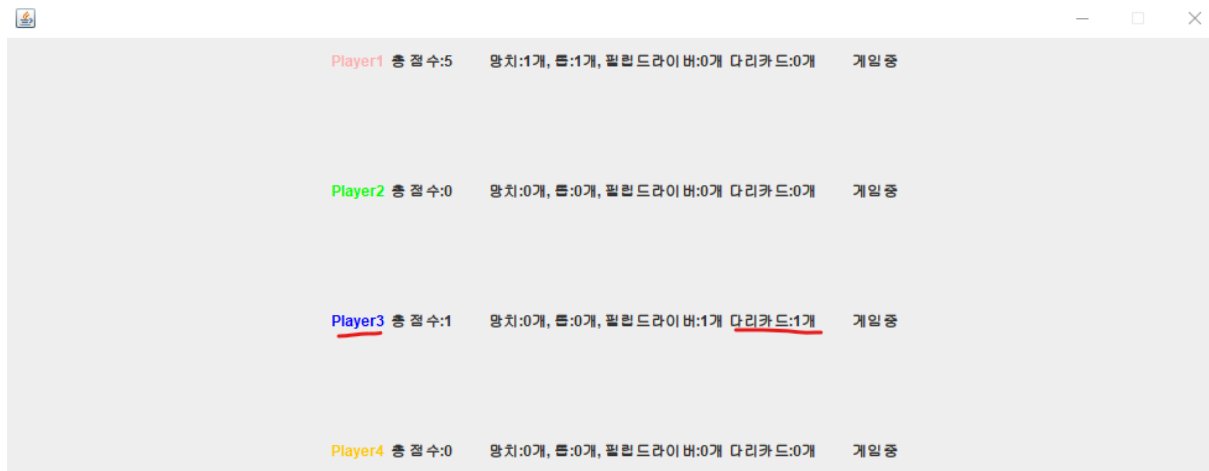 Player1 총 점수:5 망치:1개, 톱:1개, 필립드라이버:0개 다리카드:0개 게임중
Player2 총 점수:0 망치:0개, 톱:0개, 필립드라이버:0개 다리카드:0개 게임중
Player3 총 점수:1 망치:0개, 톱:0개, 필립드라이버:1개 다리카드:1개 게임중
Player4 총 점수:0 망치:0개, 톱:0개, 필립드라이버:0개 다리카드:0개 게임중